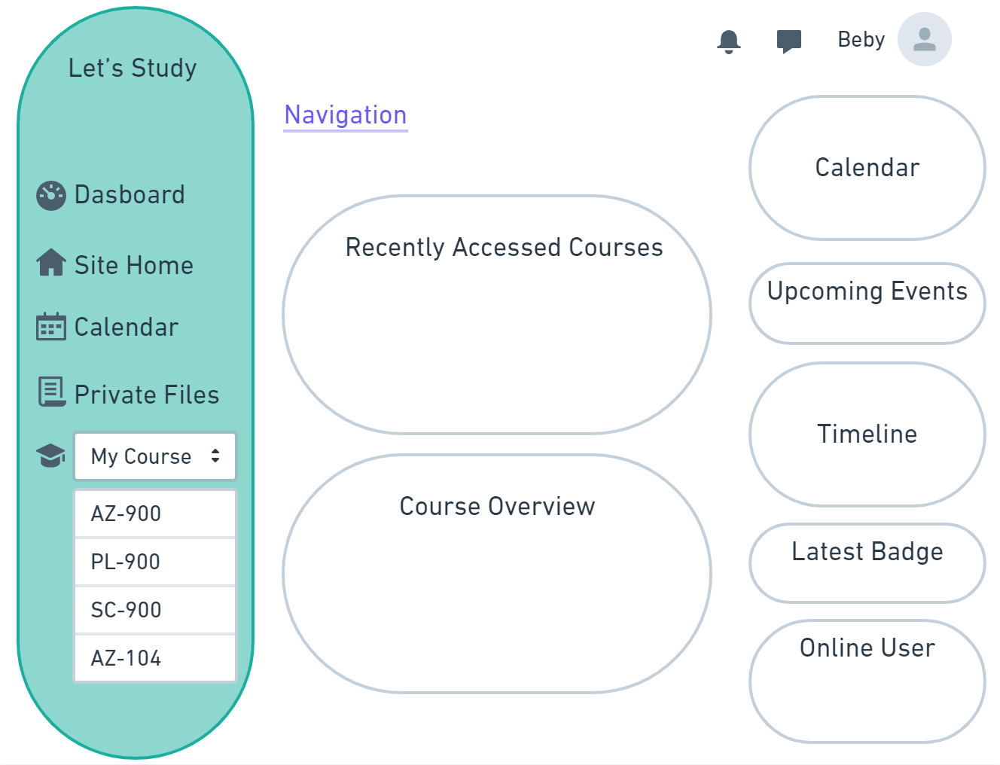 Let's Study
Dasboard
Site Home
Calendar
Private Files
My Course
AZ-900
PL-900
SC-900
AZ-104
Beby
Navigation
Recently Accessed Courses
Course Overview
Calendar
Upcoming Events
Timeline
Latest Badge
Online User